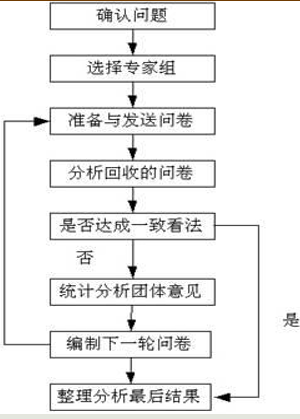 确认问题
选择专家组
准备与发送问卷
分析回收的问卷
是否达成一致看法
否
统计分析团体意见
是
编制下一轮问卷
整理分析最后结果